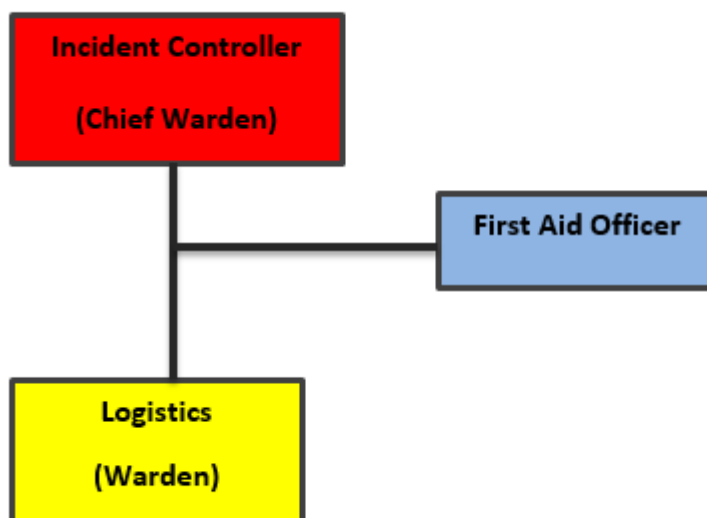 Incident Controller
(Chief Warden)
First Aid Officer
Logistics
(Warden)